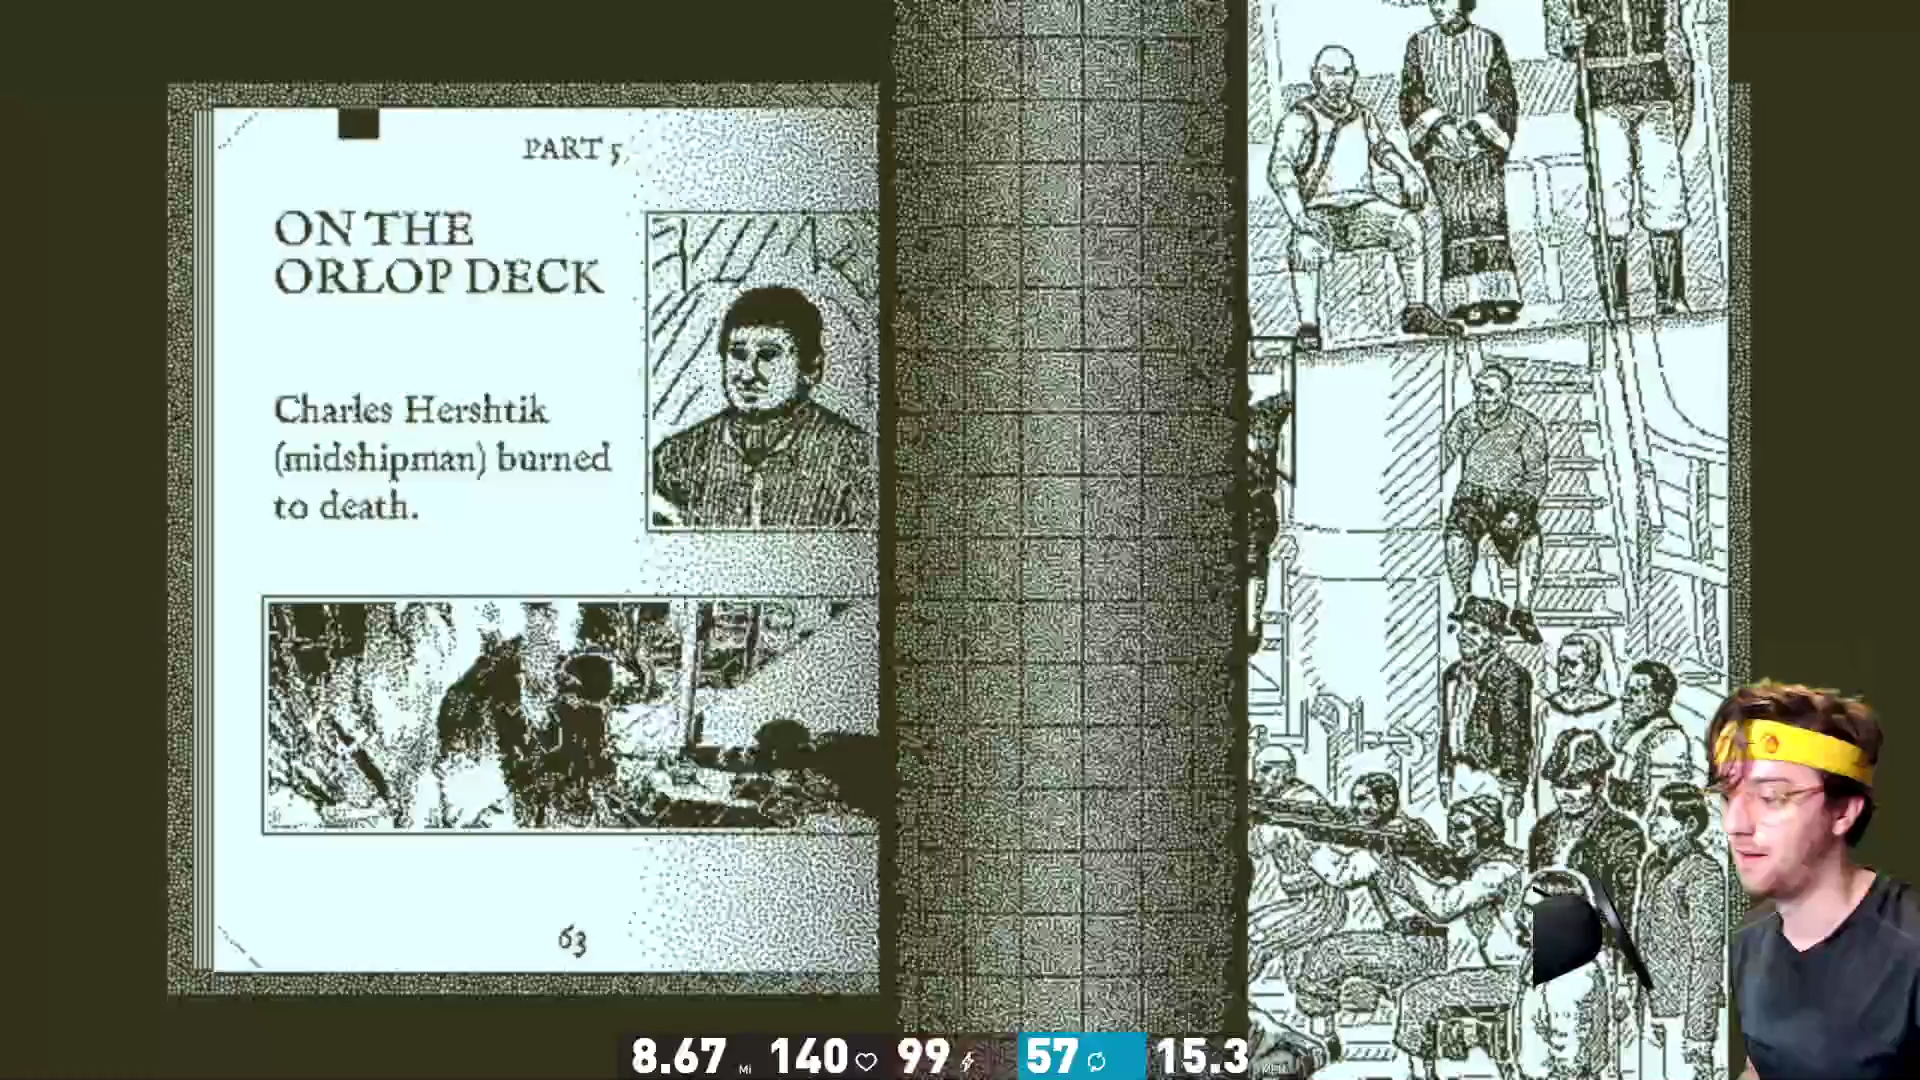 PART 5
ON THE
ORLOP DECK
Charles Hershtik
(midshipman) burned
to death.
63
8.67 MI 140 99 57 15.3